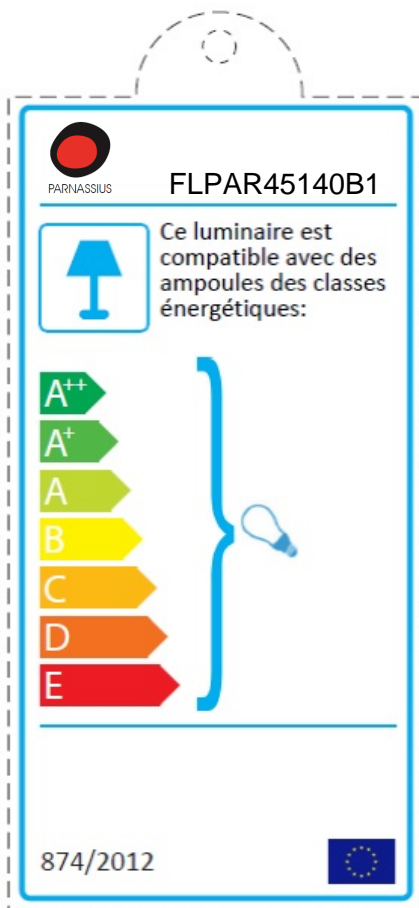 PARNASSIUS
FLPAR45140B1
Ce luminaire est
compatible avec des
ampoules des classes
énergétiques:
A++
A+
A
B
C
D
E
874/2012